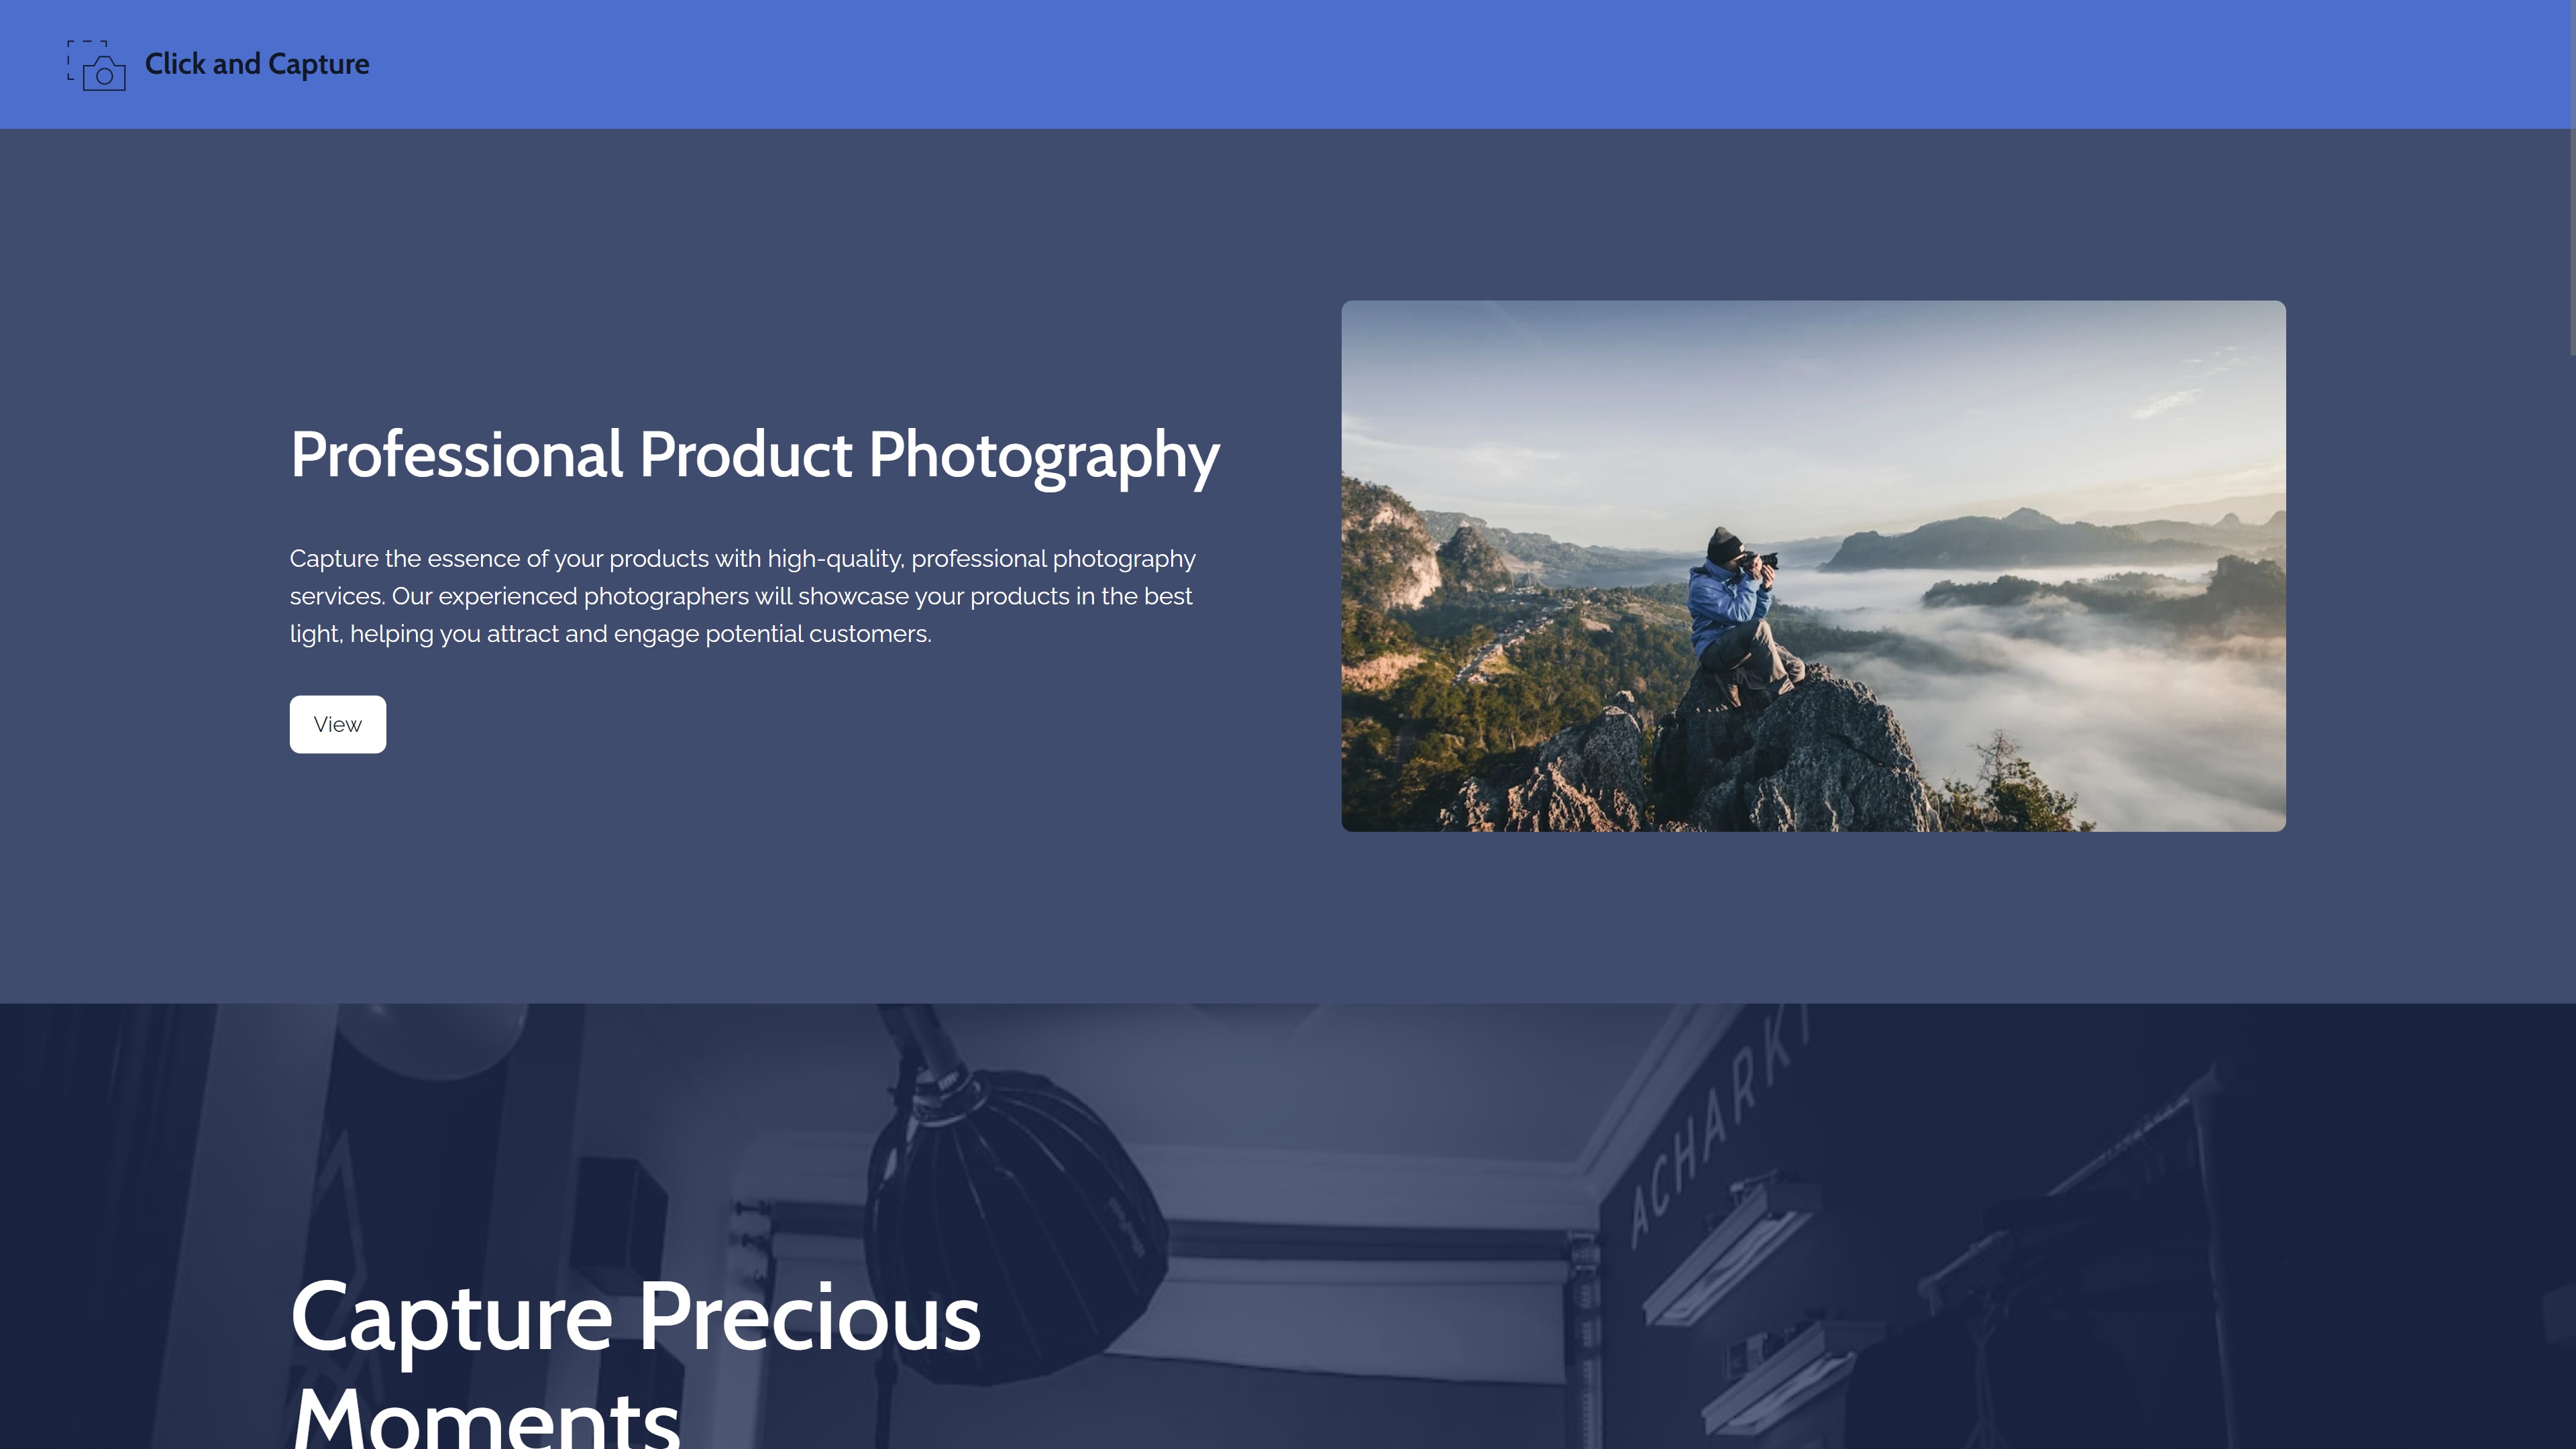 Click and Capture
Professional Product Photography
Capture the essence of your products with high-quality, professional photography
services. Our experienced photographers will showcase your products in the best
light, helping you attract and engage potential customers.
View
ACHARKI
Capture Precious
Moments